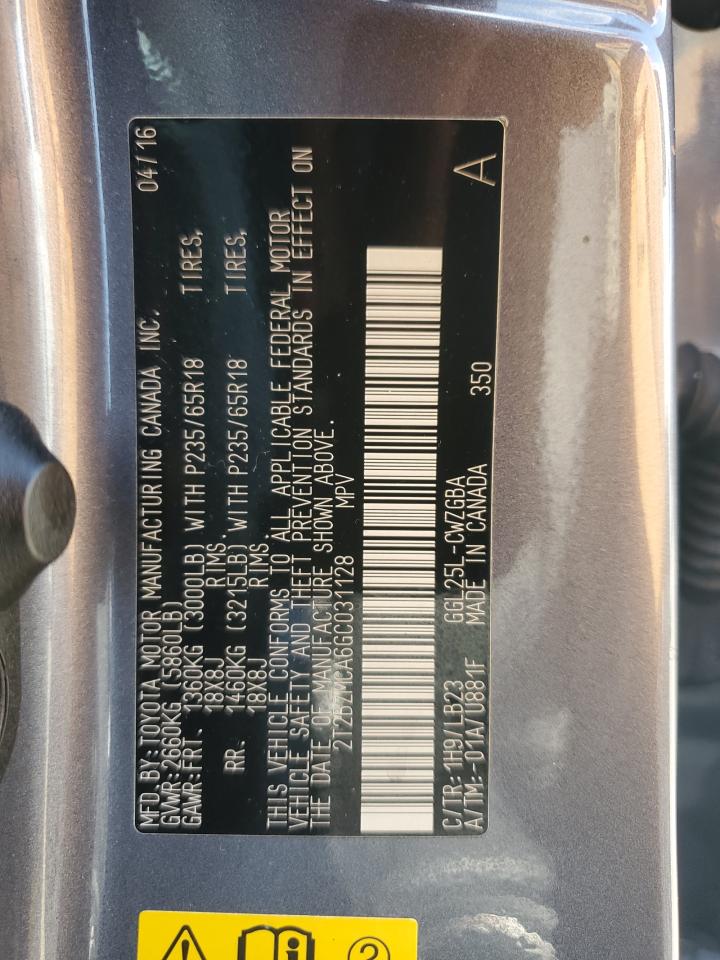 MFD.BY:TOYOTA MOTOR MANUFACTURING CANADA INC. 04/16
GVWR:2660KG (5860LB)
GAWR:FRT. 1360KG (3000LB) WITH P235/65R18 TIRES,
18X8J RIMS.
RR. 1460KG (3215LB) WITH P235/65R18 TIRES,
18X8J RIMS
THIS VEHICLE CONFORMS TO ALL APPLICABLE FEDERAL MOTOR
VEHICLE SAFETY AND THEFT PREVENTION STANDARDS IN EFFECT ON
THE DATE OF MANUFACTURE SHOWN ABOVE.
2T2BZMCA6GC031128 MPV
C/TR:1H9/LB23 GGL25L-CWZGBA 350 A
A/TM:-01A/U881F MADE IN CANADA
2